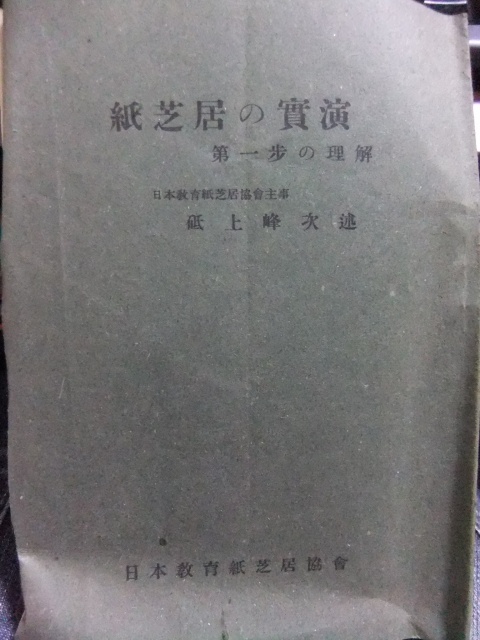 紙芝居の實演
第一步の理解
日本教育紙芝居協會主事
砥上峰次述
日本教育紙芝居協會